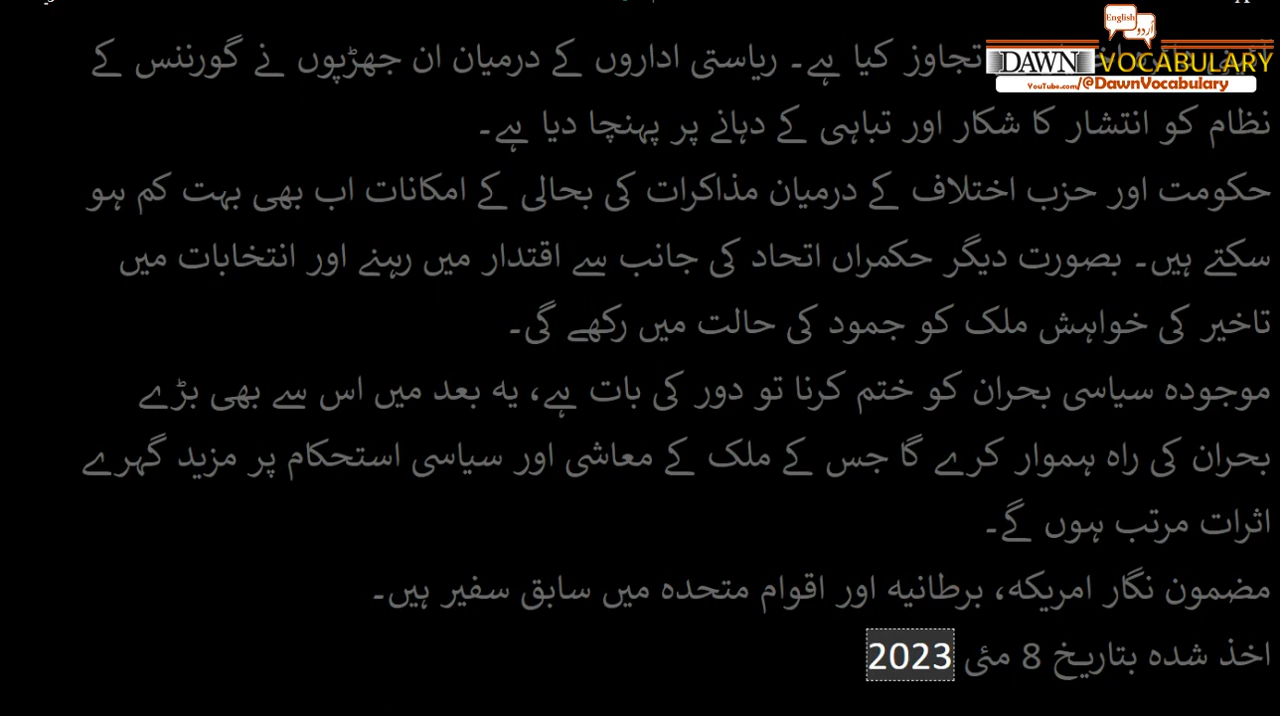 English
اُردو
DAWN VOCABULARY
YouTube.com/@DawnVocabulary
تجاوز کیا ہے۔ ریاستی اداروں کے درمیان ان جھڑپوں نے گورننس کے
نظام کو انتشار کا شکار اور تباہی کے دہانے پر پہنچا دیا ہے۔
حکومت اور حزب اختلاف کے درمیان مذاکرات کی بحالی کے امکانات اب بھی بہت کم ہو
سکتے ہیں۔ بصورت دیگر حکمراں اتحاد کی جانب سے اقتدار میں رہنے اور انتخابات میں
تاخیر کی خواہش ملک کو جمود کی حالت میں رکھے گی۔
موجودہ سیاسی بحران کو ختم کرنا تو دور کی بات ہے، یہ بعد میں اس سے بھی بڑے
بحران کی راہ ہموار کرے گا جس کے ملک کے معاشی اور سیاسی استحکام پر مزید گہرے
اثرات مرتب ہوں گے۔
مضمون نگار امریکہ، برطانیہ اور اقوام متحدہ میں سابق سفیر ہیں۔
اخذ شدہ بتاریخ 8 مئی 2023